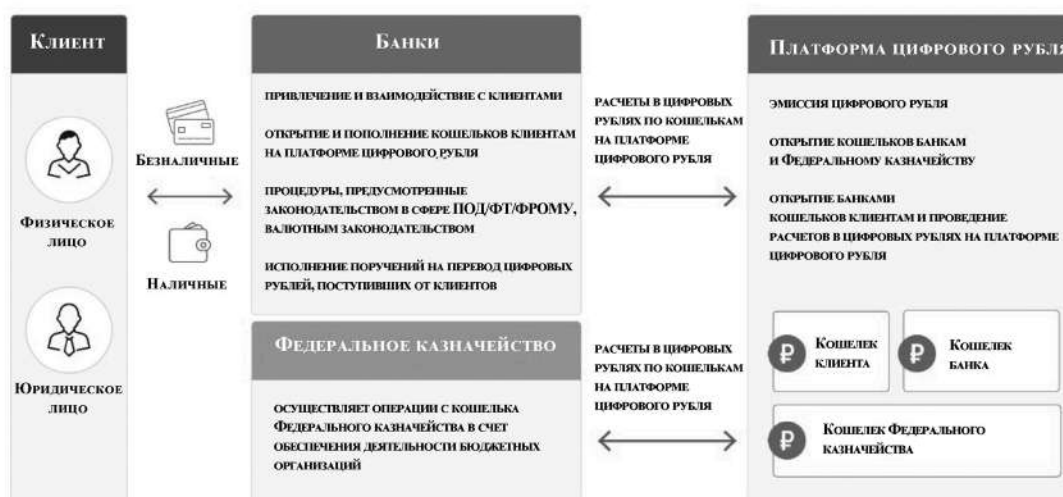 Клиент
Физическое
лицо
Юридическое
лицо
Безналичные
Наличные
Банки
привлечение и взаимодействие с клиентами
открытие и пополнение кошельков клиентам
на платформе цифрового рубля
процедуры, предусмотренные
законодательством в сфере ПОД/ФТ/ФРОМУ,
валютным законодательством
исполнение поручений на перевод цифровых
рублей, поступивших от клиентов
Федеральное казначейство
осуществляет операции с кошелька
Федерального казначейства в счет
обеспечения деятельности бюджетных
организаций
расчеты в цифровых
рублях по кошелькам
на платформе
цифрового рубля
расчеты в цифровых
рублях по кошелькам
на платформе
цифрового рубля
Платформа цифрового рубля
эмиссия цифрового рубля
открытие кошельков банкам
и Федеральному казначейству
открытие банками
кошельков клиентам и проведение
расчетов в цифровых рублях на платформе
цифрового рубля
₽ Кошелек
клиента
₽ Кошелек
банка
₽ Кошелек Федерального
казначейства